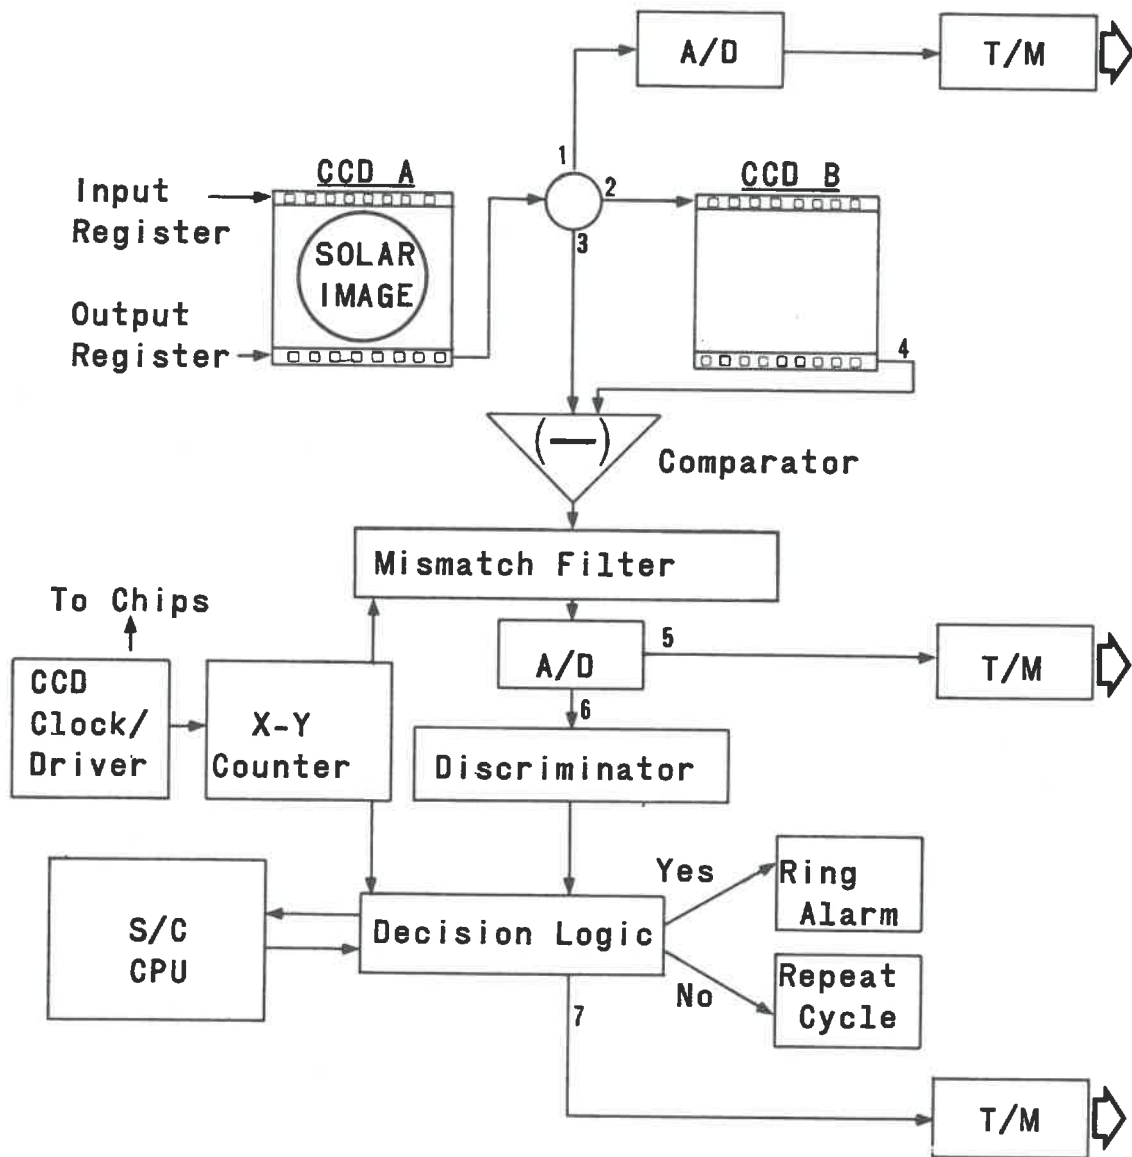 A/D
T/M
1
CCD A
2
CCD B
Input
Register
3
SOLAR
IMAGE
Output
Register
4
(—)
Comparator
Mismatch Filter
To Chips
5
A/D
T/M
CCD
Clock/
Driver
X-Y
Counter
6
Discriminator
Yes
Ring
Alarm
S/C
CPU
Decision Logic
No
Repeat
Cycle
7
T/M